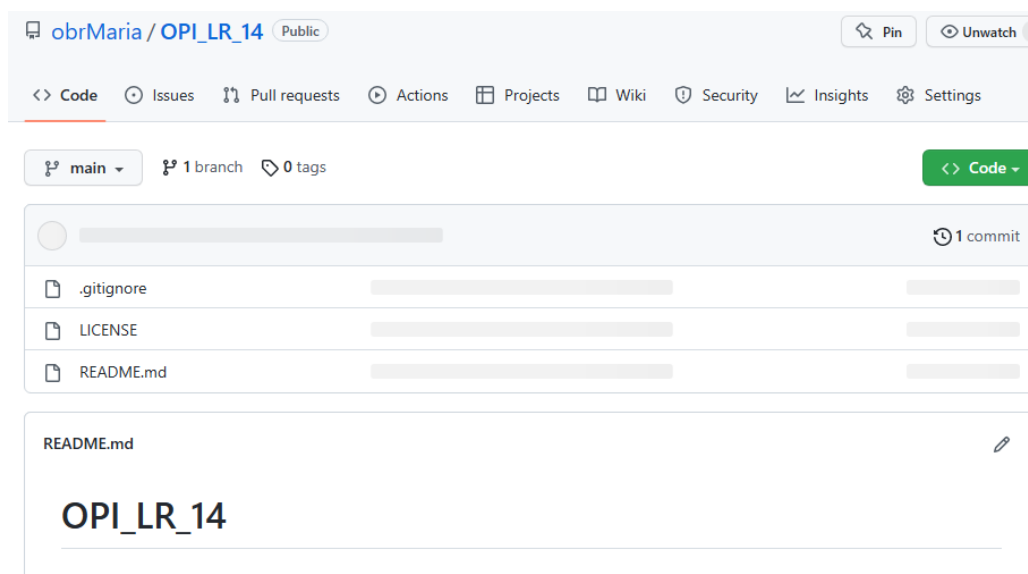 obrMaria / OPI_LR_14 Public Pin Unwatch
Code Issues Pull requests Actions Projects Wiki Security Insights Settings
main 1 branch 0 tags Code
1 commit
.gitignore
LICENSE
README.md
README.md
OPI_LR_14